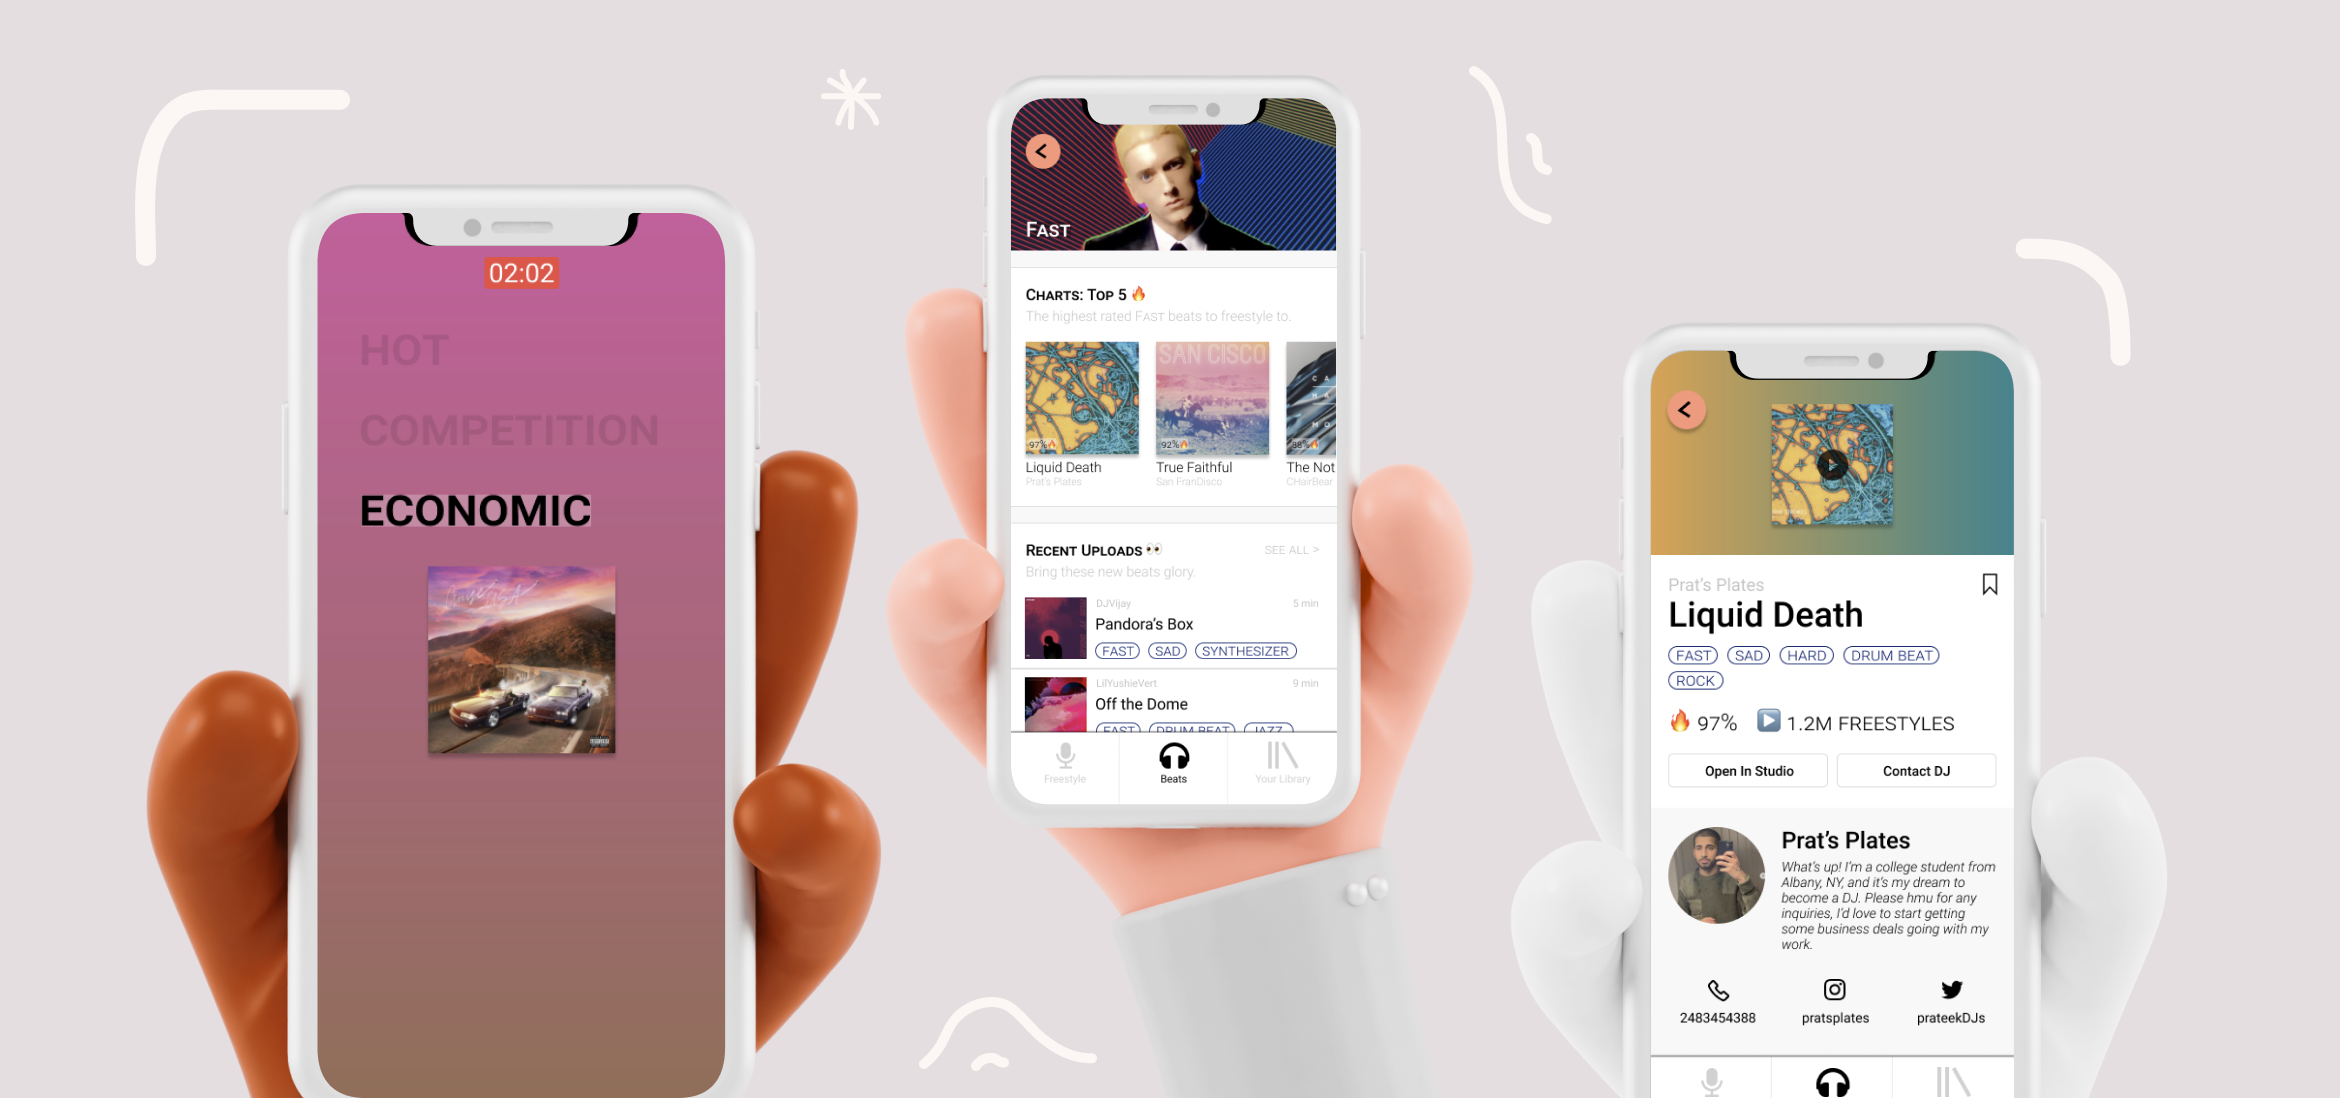 02:02
HOT
COMPETITION
ECONOMIC
FAST
CHARTS: TOP 5 🔥
The highest rated FAST beats to freestyle to.
SAN CISCO
97%🔥
92%🔥
88%🔥
Liquid Death
True Faithful
The Not
Prat's Plates
San FranDisco
CHairBear
RECENT UPLOADS 👀
SEE ALL >
Bring these new beats glory.
DJVijay
5 min
Pandora's Box
FAST
SAD
SYNTHESIZER
LilYushieVert
9 min
Off the Dome
FAST
DRUM BEAT
JAZZ
Freestyle
Beats
Your Library
Prat's Plates
Liquid Death
FAST
SAD
HARD
DRUM BEAT
ROCK
🔥 97%
▶️ 1.2M FREESTYLES
Open In Studio
Contact DJ
Prat's Plates
What's up! I'm a college student from
Albany, NY, and it's my dream to
become a DJ. Please hmu for any
inquiries, I'd love to start getting
some business deals going with my
work.
2483454388
pratsplates
prateekDJs